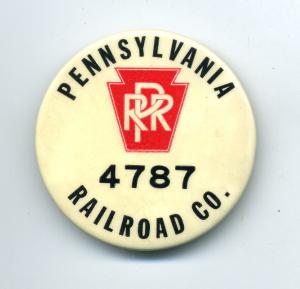 PENNSYLVANIA
PRR
4787
RAILROAD CO.